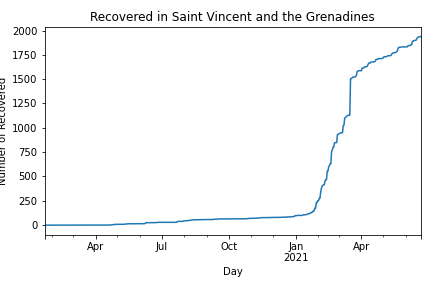 Recovered in Saint Vincent and the Grenadines
Number of Recovered
2000
1750
1500
1250
1000
750
500
250
0
Apr Jul Oct Jan Apr
2021
Day